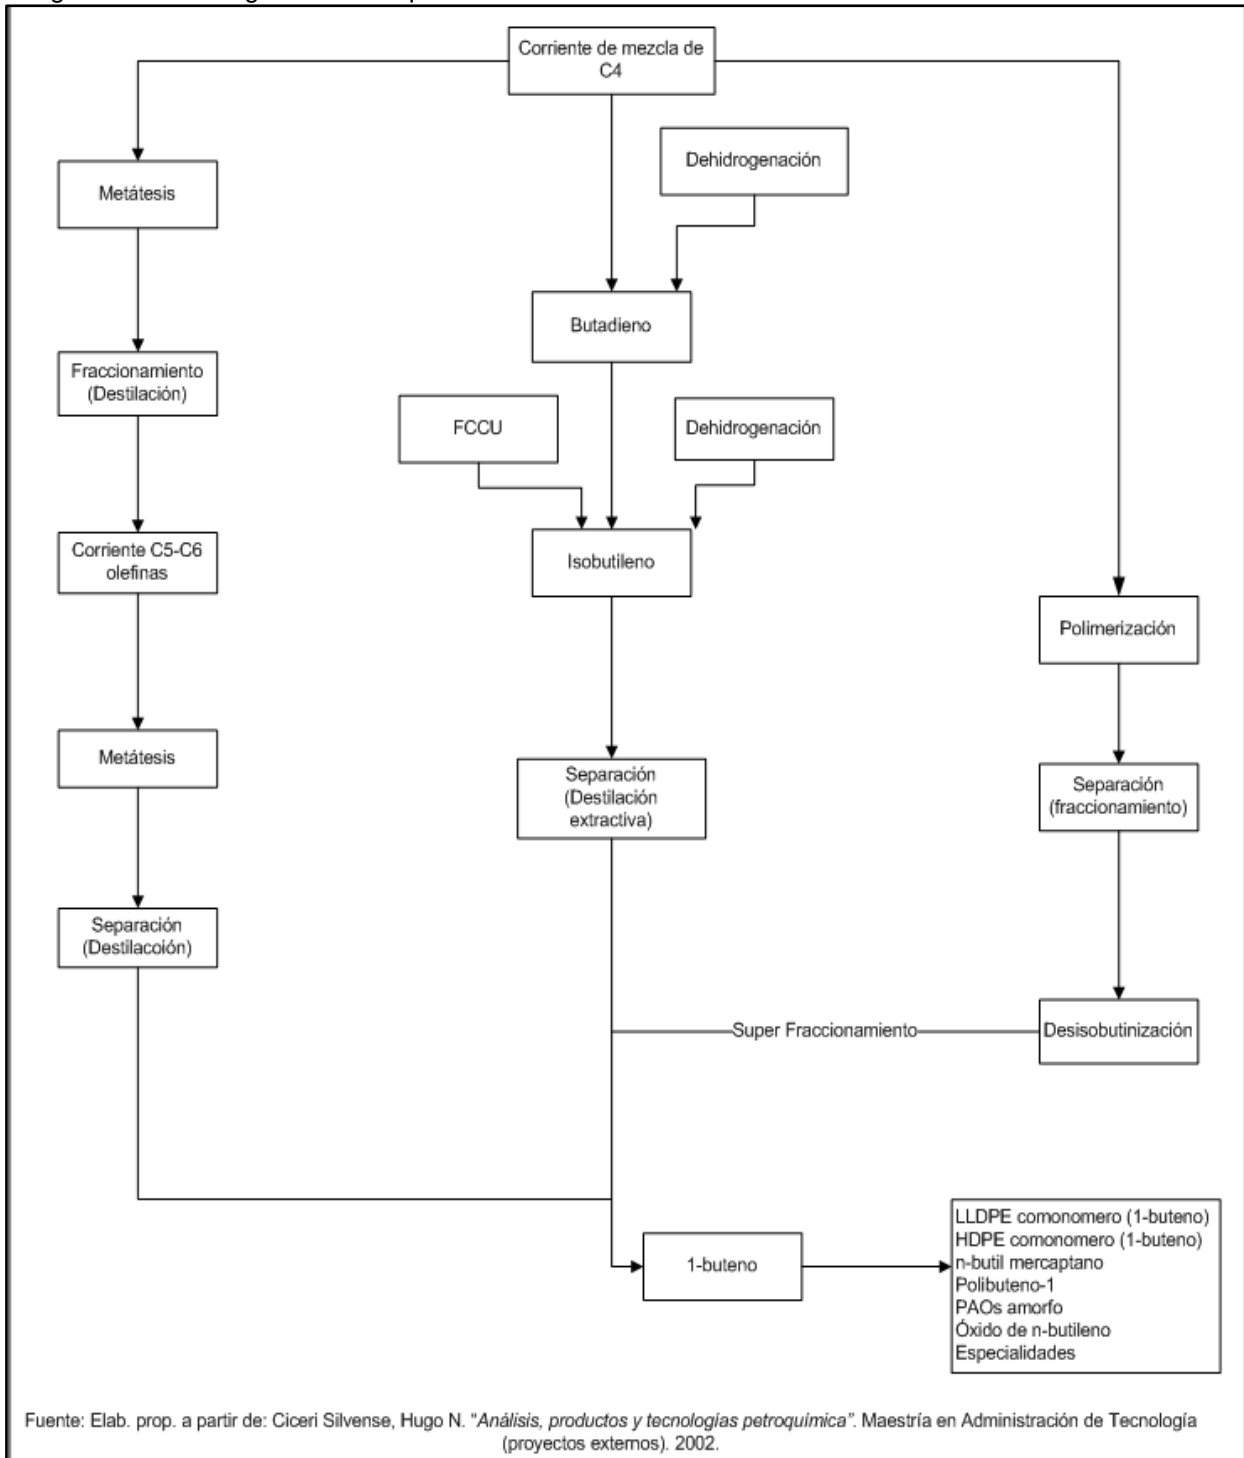 Corriente de mezcla de
C4
Dehidrogenación
Metátesis
Butadieno
Fraccionamiento
(Destilación)
FCCU
Dehidrogenación
Corriente C5-C6
olefinas
Isobutileno
Polimerización
Metátesis
Separación
(Destilación
extractiva)
Separación
(fraccionamiento)
Separación
(Destilacoión)
Super Fraccionamiento
Desisobutinización
1-buteno
LLDPE comonomero (1-buteno)
HDPE comonomero (1-buteno)
n-butil mercaptano
Polibuteno-1
PAOs amorfo
Óxido de n-butileno
Especialidades
Fuente: Elab. prop. a partir de: Ciceri Silvense, Hugo N. "Análisis, productos y tecnologías petroquímica". Maestría en Administración de Tecnología
(proyectos externos). 2002.